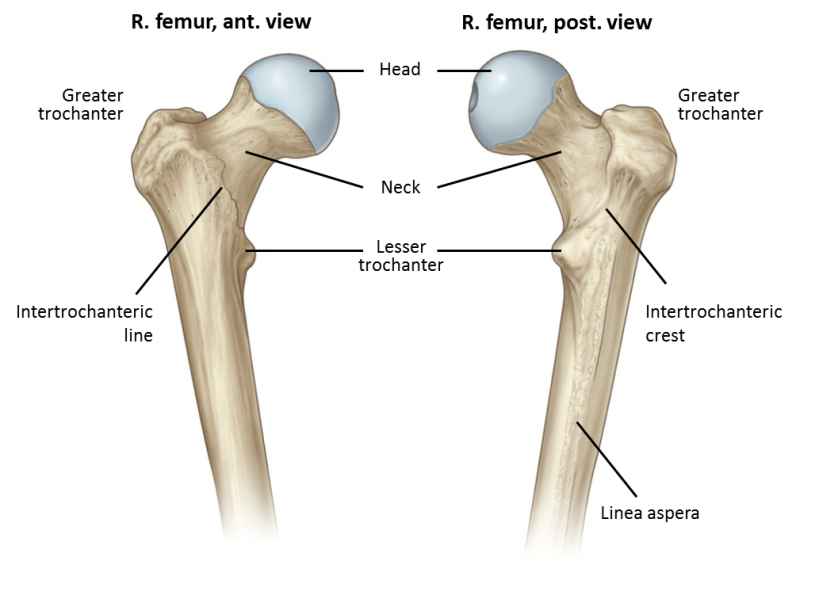 R. femur, ant. view
R. femur, post. view
Head
Greater
trochanter
Greater
trochanter
Neck
Lesser
trochanter
Intertrochanteric
line
Intertrochanteric
crest
Linea aspera